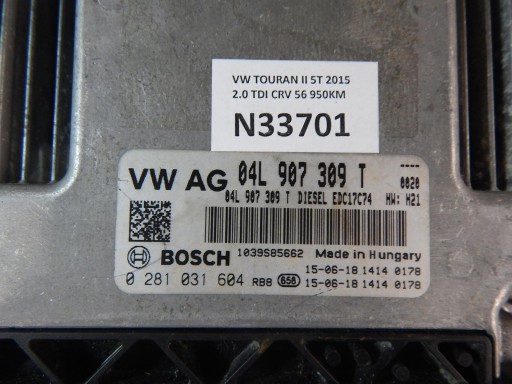 VW TOURAN II 5T 2015
2.0 TDI CRV 56 950KM
N33701
VW AG 04L 907 309 T ----
0020
04L 907 309 T DIESEL EDC17C74 HW: H21
BOSCH 1039S85662 Made in Hungary
15-06-18 1414 0178
0 281 031 604 RBB 656 15-06-18 1414 0178